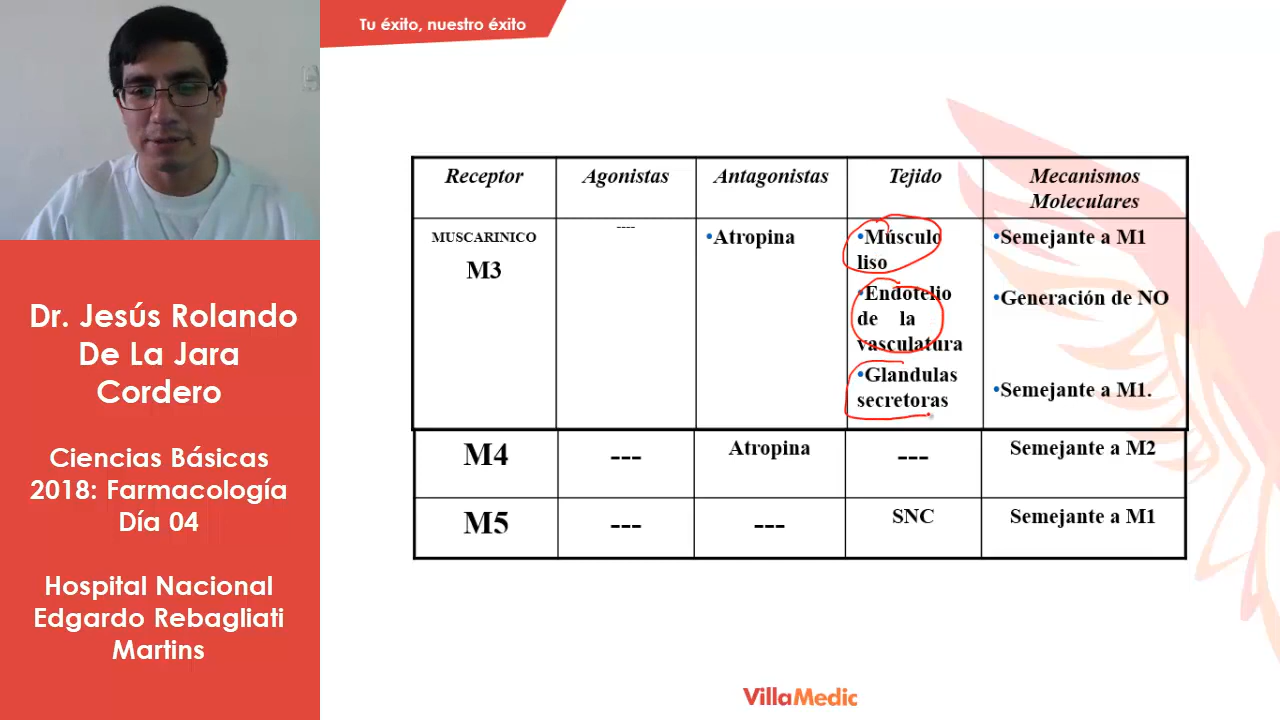 Tu éxito, nuestro éxito
Dr. Jesús Rolando
De La Jara
Cordero
Ciencias Básicas
2018: Farmacología
Día 04
Hospital Nacional
Edgardo Rebagliati
Martins
Receptor Agonistas Antagonistas Tejido Mecanismos
Moleculares
MUSCARINICO ---- •Atropina •Músculo •Semejante a M1
M3 liso
•Endotelio •Generación de NO
de la
vasculatura
•Glandulas
secretoras •Semejante a M1.
M4 --- Atropina --- Semejante a M2
M5 --- --- SNC Semejante a M1
VillaMedic